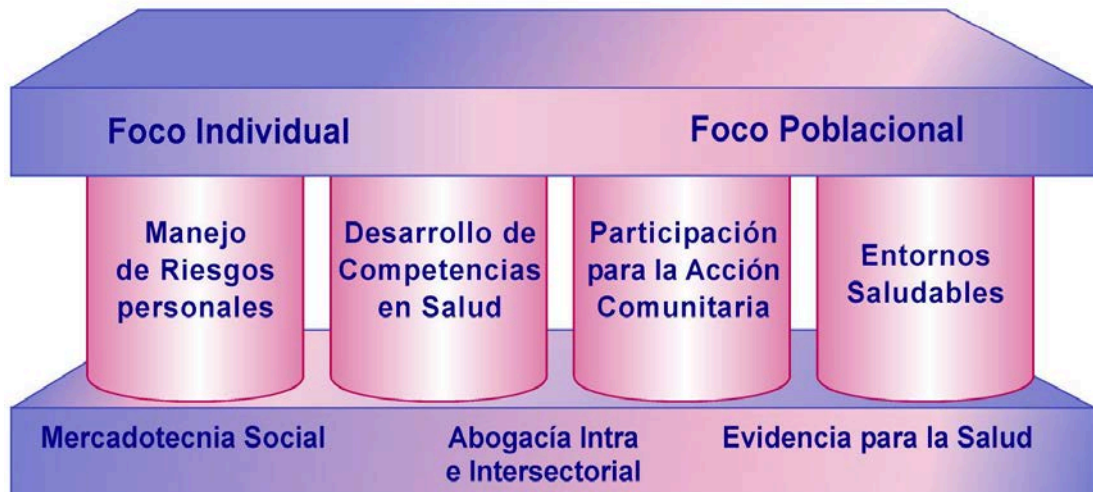 Foco Individual
Foco Poblacional
Manejo
de Riesgos
personales
Desarrollo de
Competencias
en Salud
Participación
para la Acción
Comunitaria
Entornos
Saludables
Mercadotecnia Social
Abogacía Intra
e Intersectorial
Evidencia para la Salud